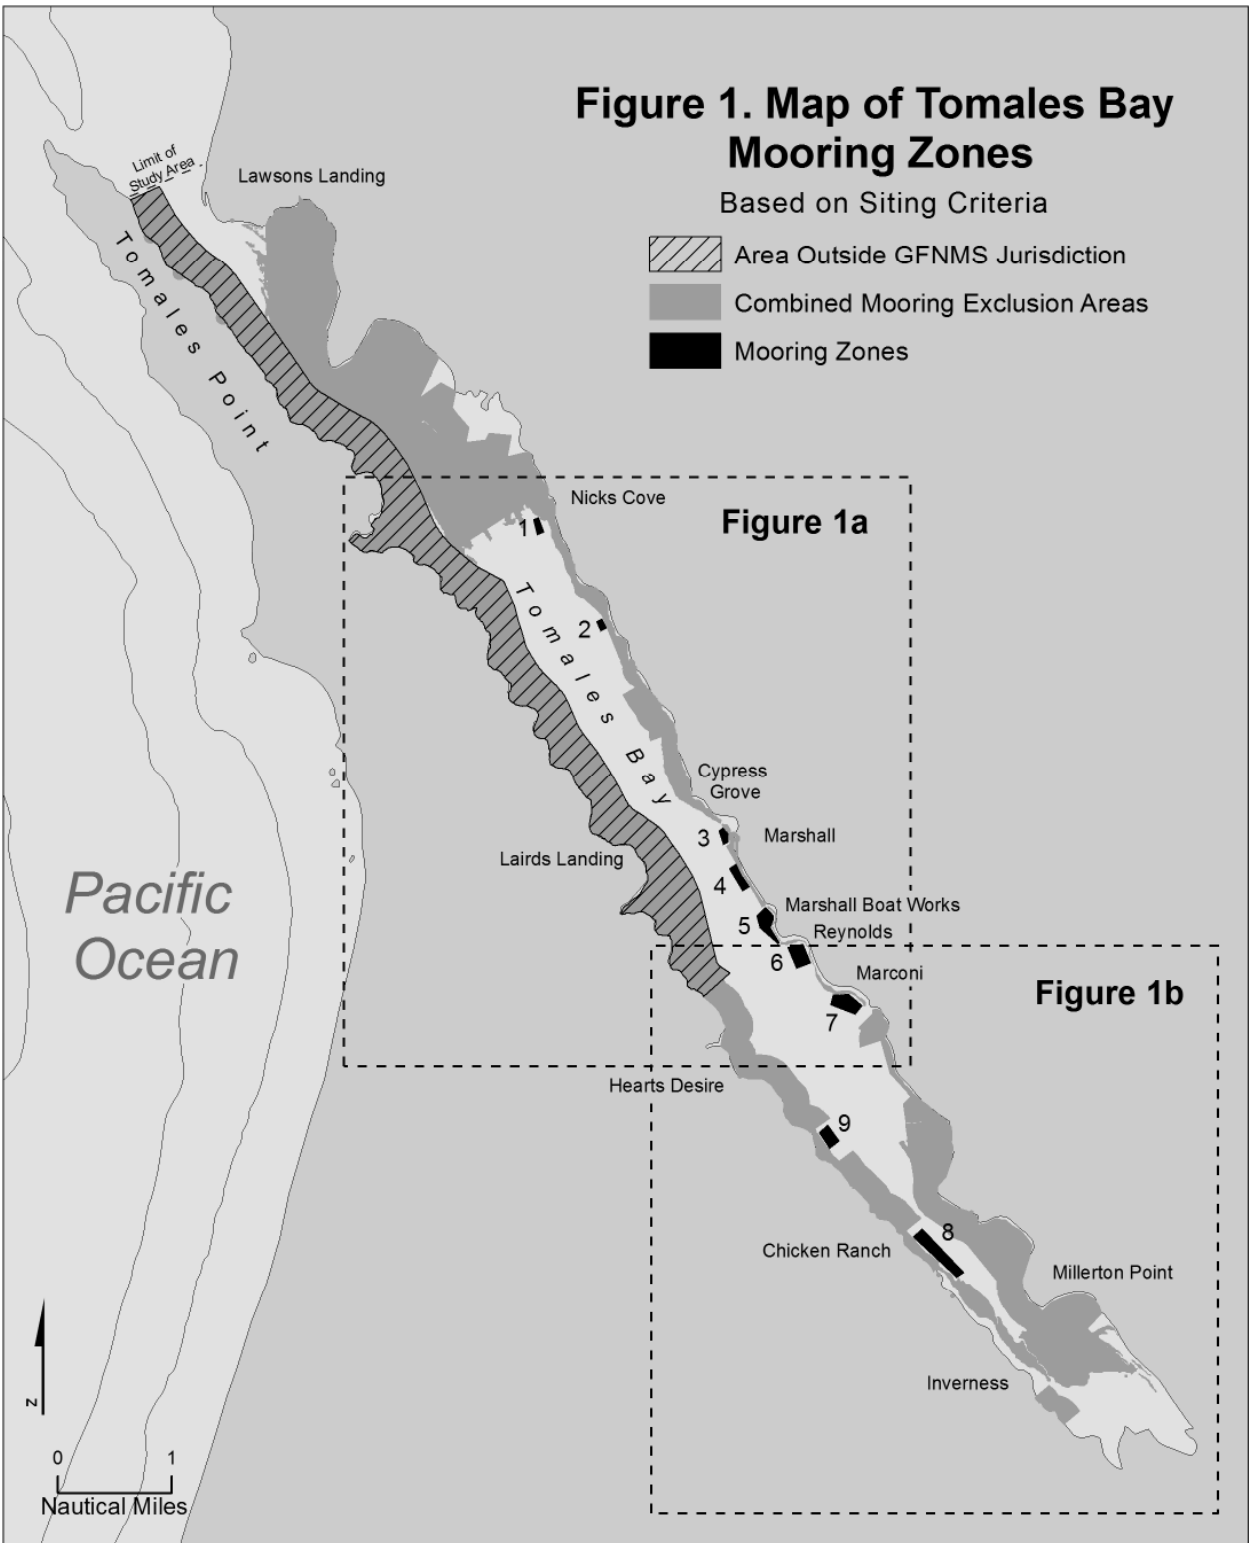 Figure 1. Map of Tomales Bay
Mooring Zones
Based on Siting Criteria
Area Outside GFNMS Jurisdiction
Combined Mooring Exclusion Areas
Mooring Zones
Limit of
Study Area
Lawsons Landing
Tomales Point
Nicks Cove
Figure 1a
1
Tomales Bay
2
Cypress
Grove
3
Marshall
Lairds Landing
4
Marshall Boat Works
5
Reynolds
6
Marconi
Figure 1b
7
Pacific
Ocean
Hearts Desire
9
8
Chicken Ranch
Millerton Point
Inverness
N
0 1
Nautical Miles